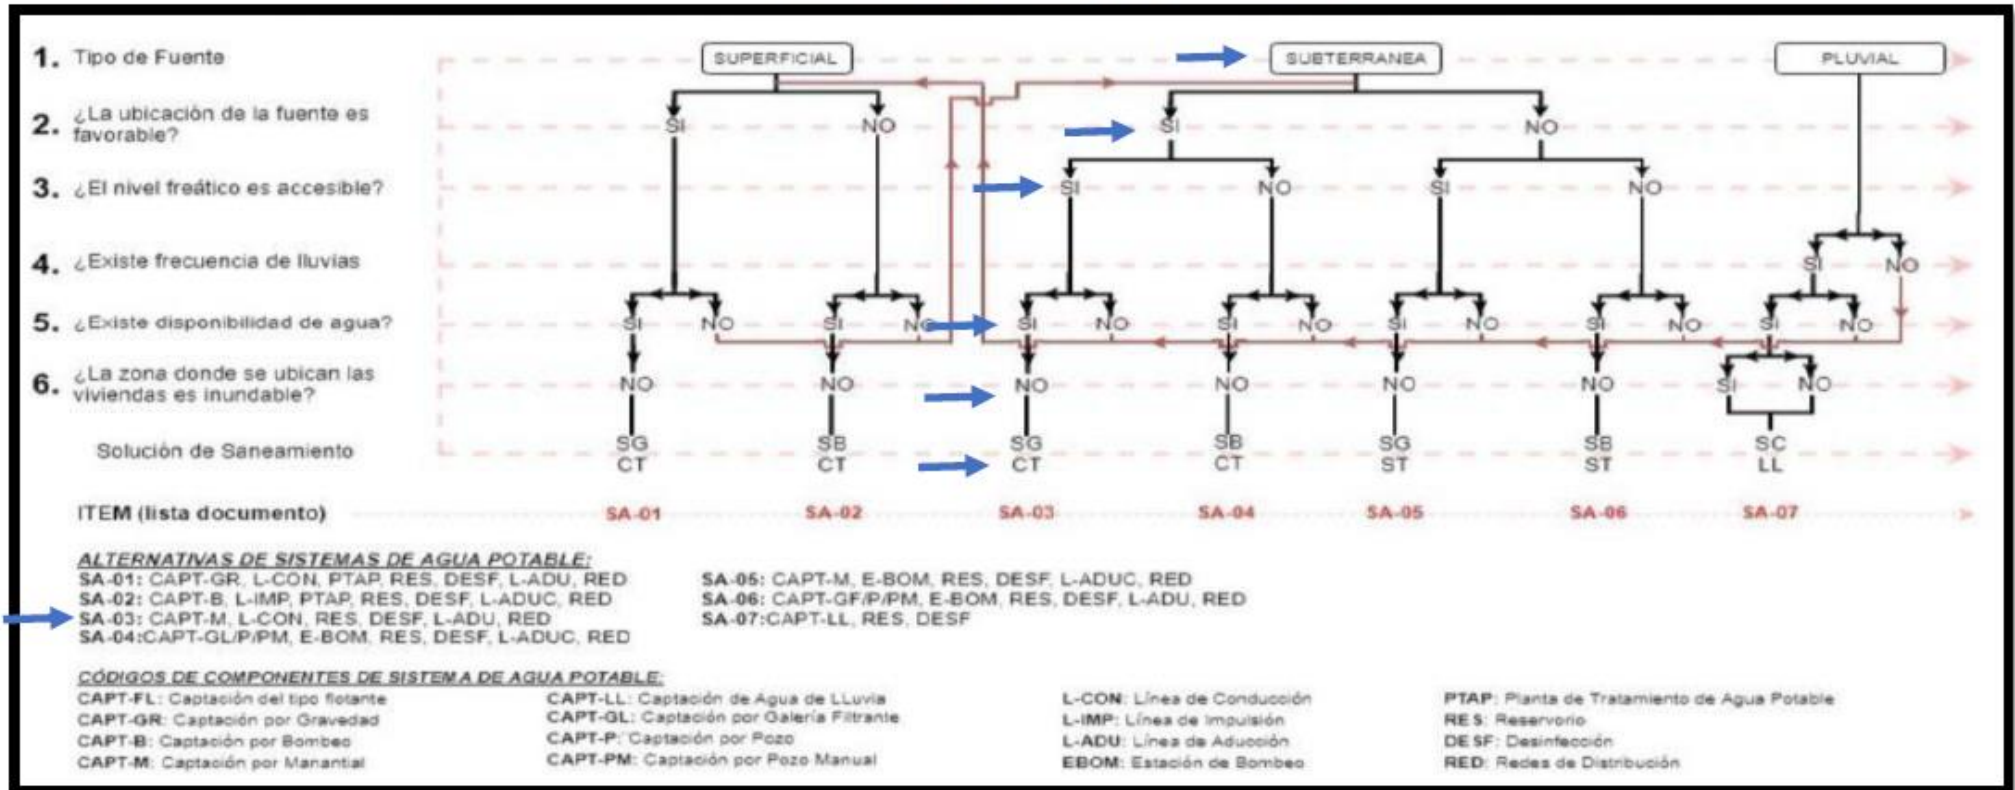 1. Tipo de Fuente SUPERFICIAL SUBTERRANEA PLUVIAL
2. ¿La ubicación de la fuente es favorable? SI NO SI NO
3. ¿El nivel freático es accesible? SI NO SI NO
4. ¿Existe frecuencia de lluvias SI NO
5. ¿Existe disponibilidad de agua? SI NO SI NO SI NO SI NO SI NO SI NO SI NO
6. ¿La zona donde se ubican las viviendas es inundable? NO NO NO NO NO NO SI NO
Solución de Saneamiento SG SB SG SB SG SB SC
CT CT CT CT ST ST LL
ITEM (lista documento) SA-01 SA-02 SA-03 SA-04 SA-05 SA-06 SA-07
ALTERNATIVAS DE SISTEMAS DE AGUA POTABLE:
SA-01: CAPT-GR, L-CON, PTAP, RES, DESF, L-ADU, RED
SA-02: CAPT-B, L-IMP, PTAP, RES, DESF, L-ADUC, RED
SA-03: CAPT-M, L-CON, RES, DESF, L-ADU, RED
SA-04:CAPT-GL/P/PM, E-BOM, RES, DESF, L-ADUC, RED
SA-05: CAPT-M, E-BOM, RES, DESF, L-ADUC, RED
SA-06: CAPT-GF/P/PM, E-BOM, RES, DESF, L-ADU, RED
SA-07:CAPT-LL, RES, DESF
CÓDIGOS DE COMPONENTES DE SISTEMA DE AGUA POTABLE:
CAPT-FL: Captación del tipo flotante
CAPT-GR: Captación por Gravedad
CAPT-B: Captación por Bombeo
CAPT-M: Captación por Manantial
CAPT-LL: Captación de Agua de LLuvia
CAPT-GL: Captación por Galería Filtrante
CAPT-P: Captación por Pozo
CAPT-PM: Captación por Pozo Manual
L-CON: Línea de Conducción
L-IMP: Línea de Impulsión
L-ADU: Línea de Aducción
EBOM: Estación de Bombeo
PTAP: Planta de Tratamiento de Agua Potable
RES: Reservorio
DESF: Desinfección
RED: Redes de Distribución